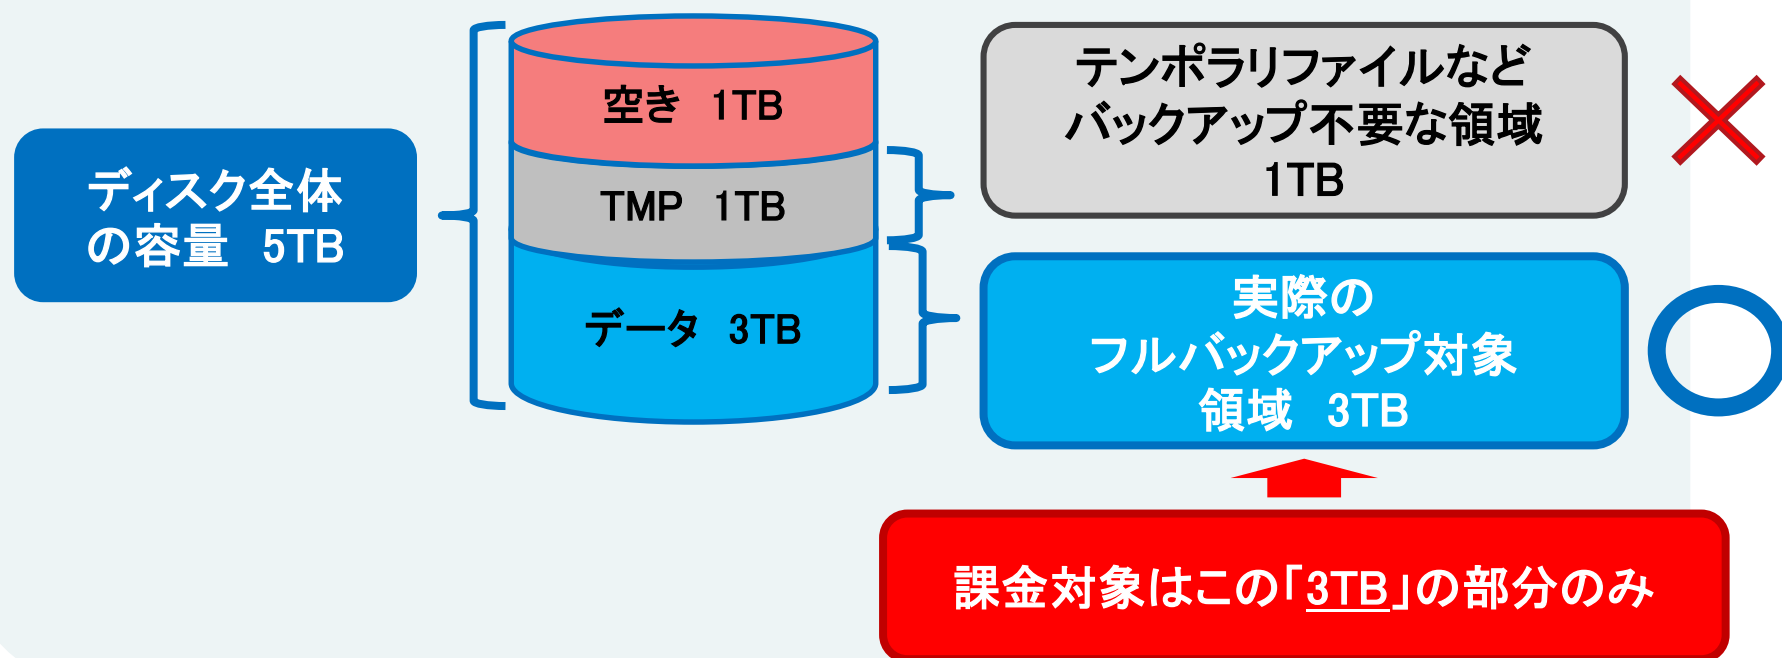 ディスク全体
の容量　5TB
空き　1TB
TMP　1TB
データ　3TB
テンポラリファイルなど
バックアップ不要な領域
1TB
実際の
フルバックアップ対象
領域　3TB
課金対象はこの「3TB」の部分のみ